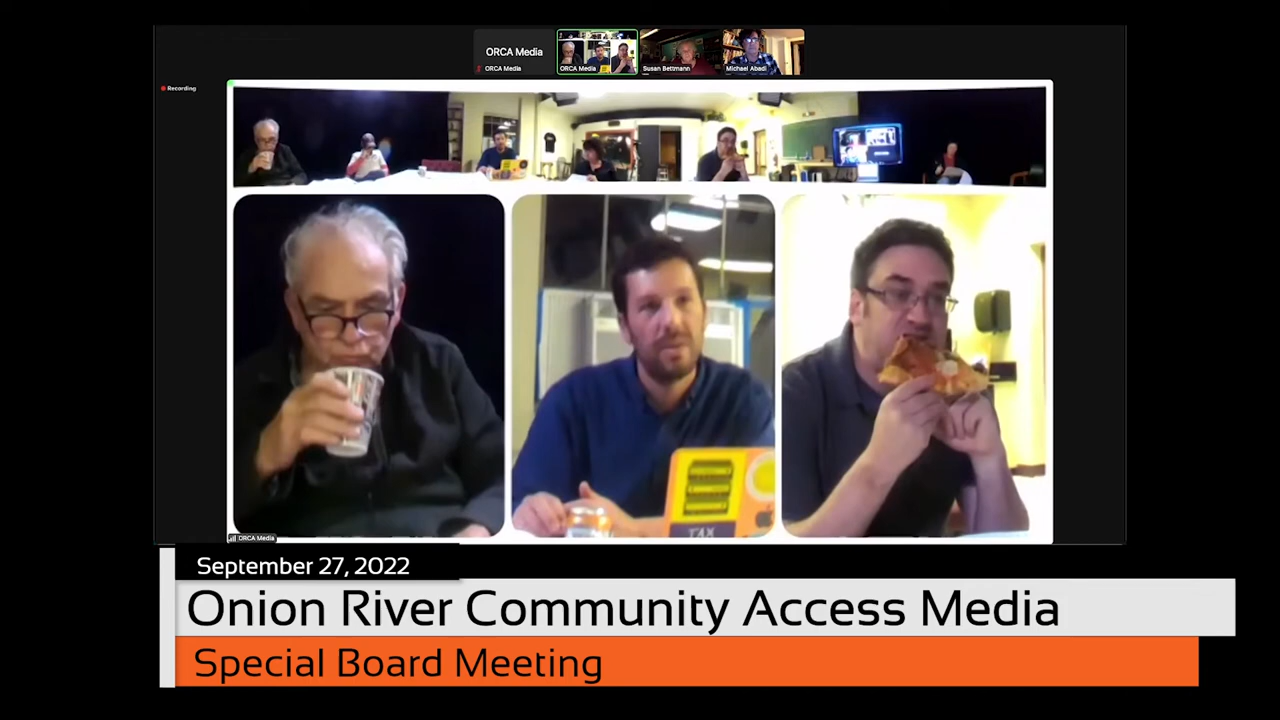 ORCA Media
ORCA Media
ORCA Media
Susan Bettmann
Michael Abadi
Recording
TAX
ORCA Media
September 27, 2022
Onion River Community Access Media
Special Board Meeting